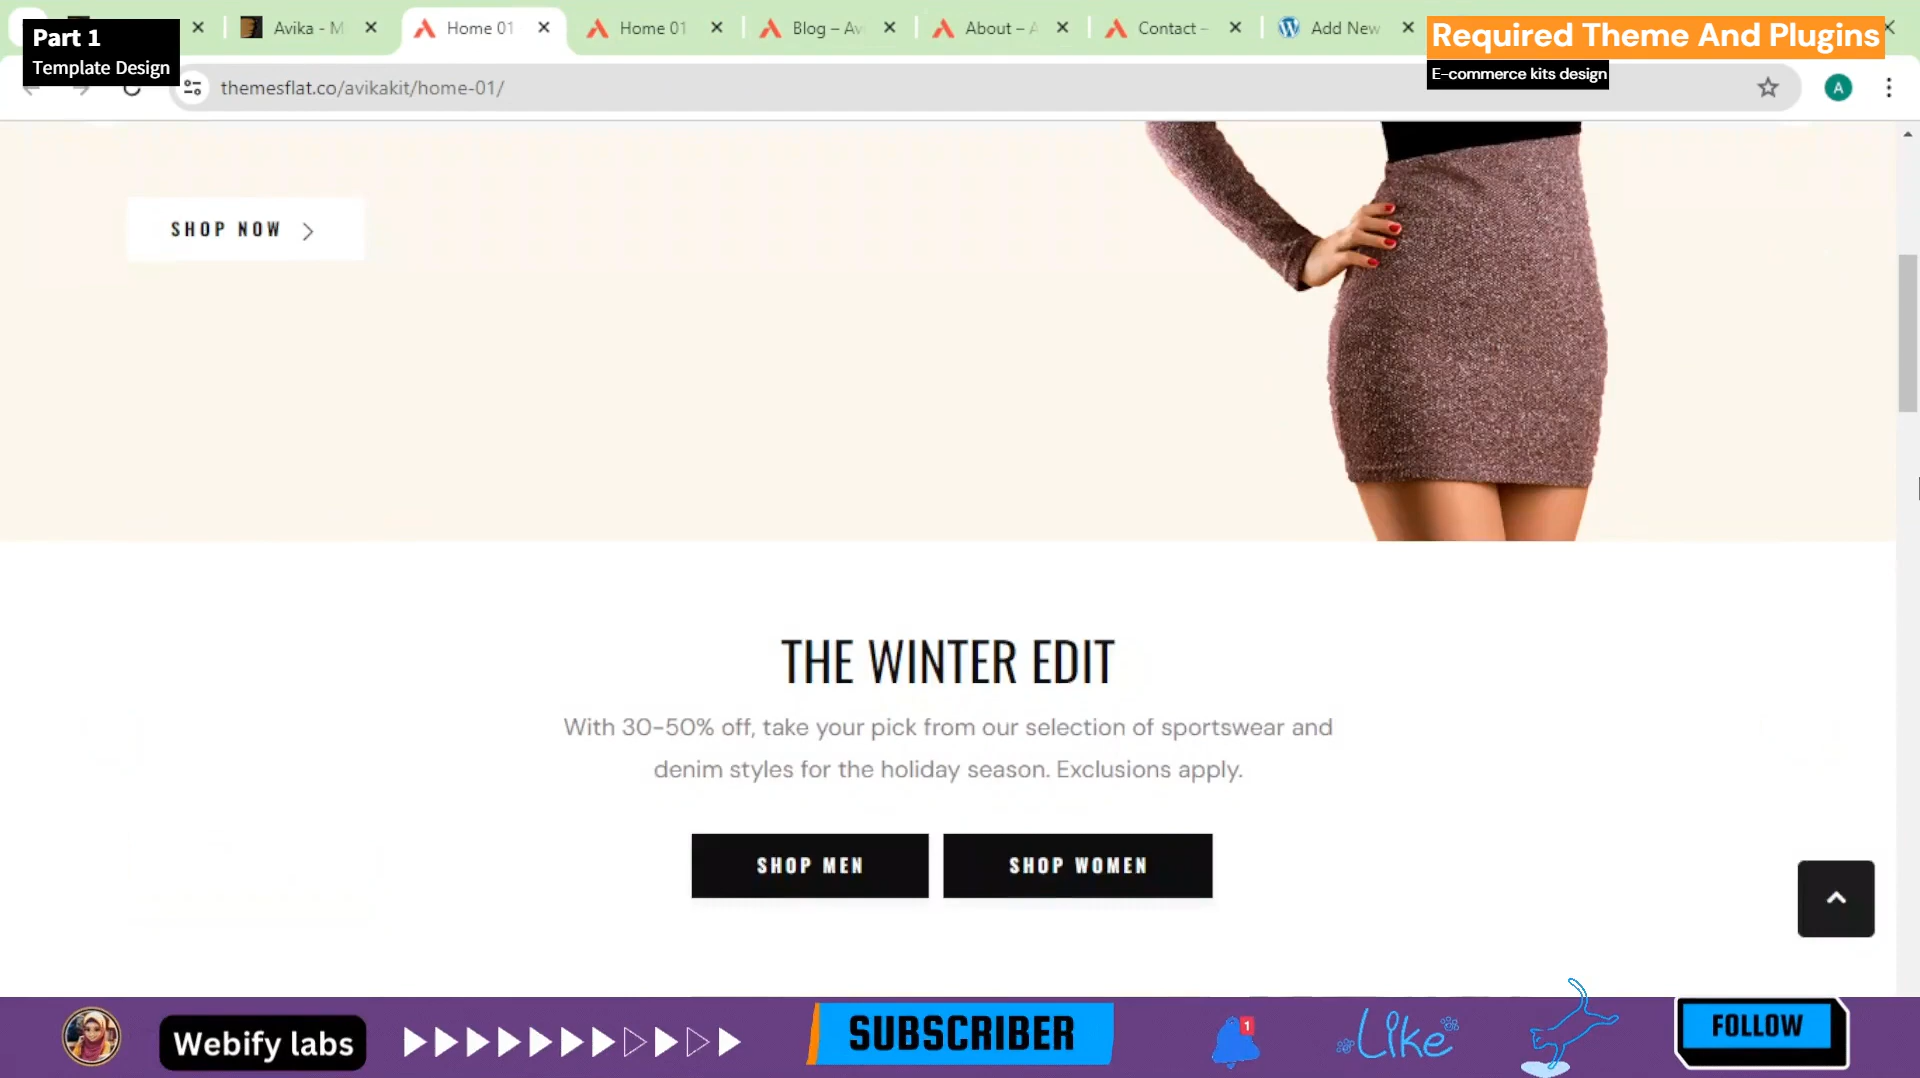 Part 1
Template Design
Avika - M
Home 01
Home 01
Blog – Av
About – A
Contact –
Add New
Required Theme And Plugins
E-commerce kits design
themesflat.co/avikakit/home-01/
A
SHOP NOW
THE WINTER EDIT
With 30-50% off, take your pick from our selection of sportswear and
denim styles for the holiday season. Exclusions apply.
SHOP MEN
SHOP WOMEN
Webify labs
SUBSCRIBER
1
Like
FOLLOW